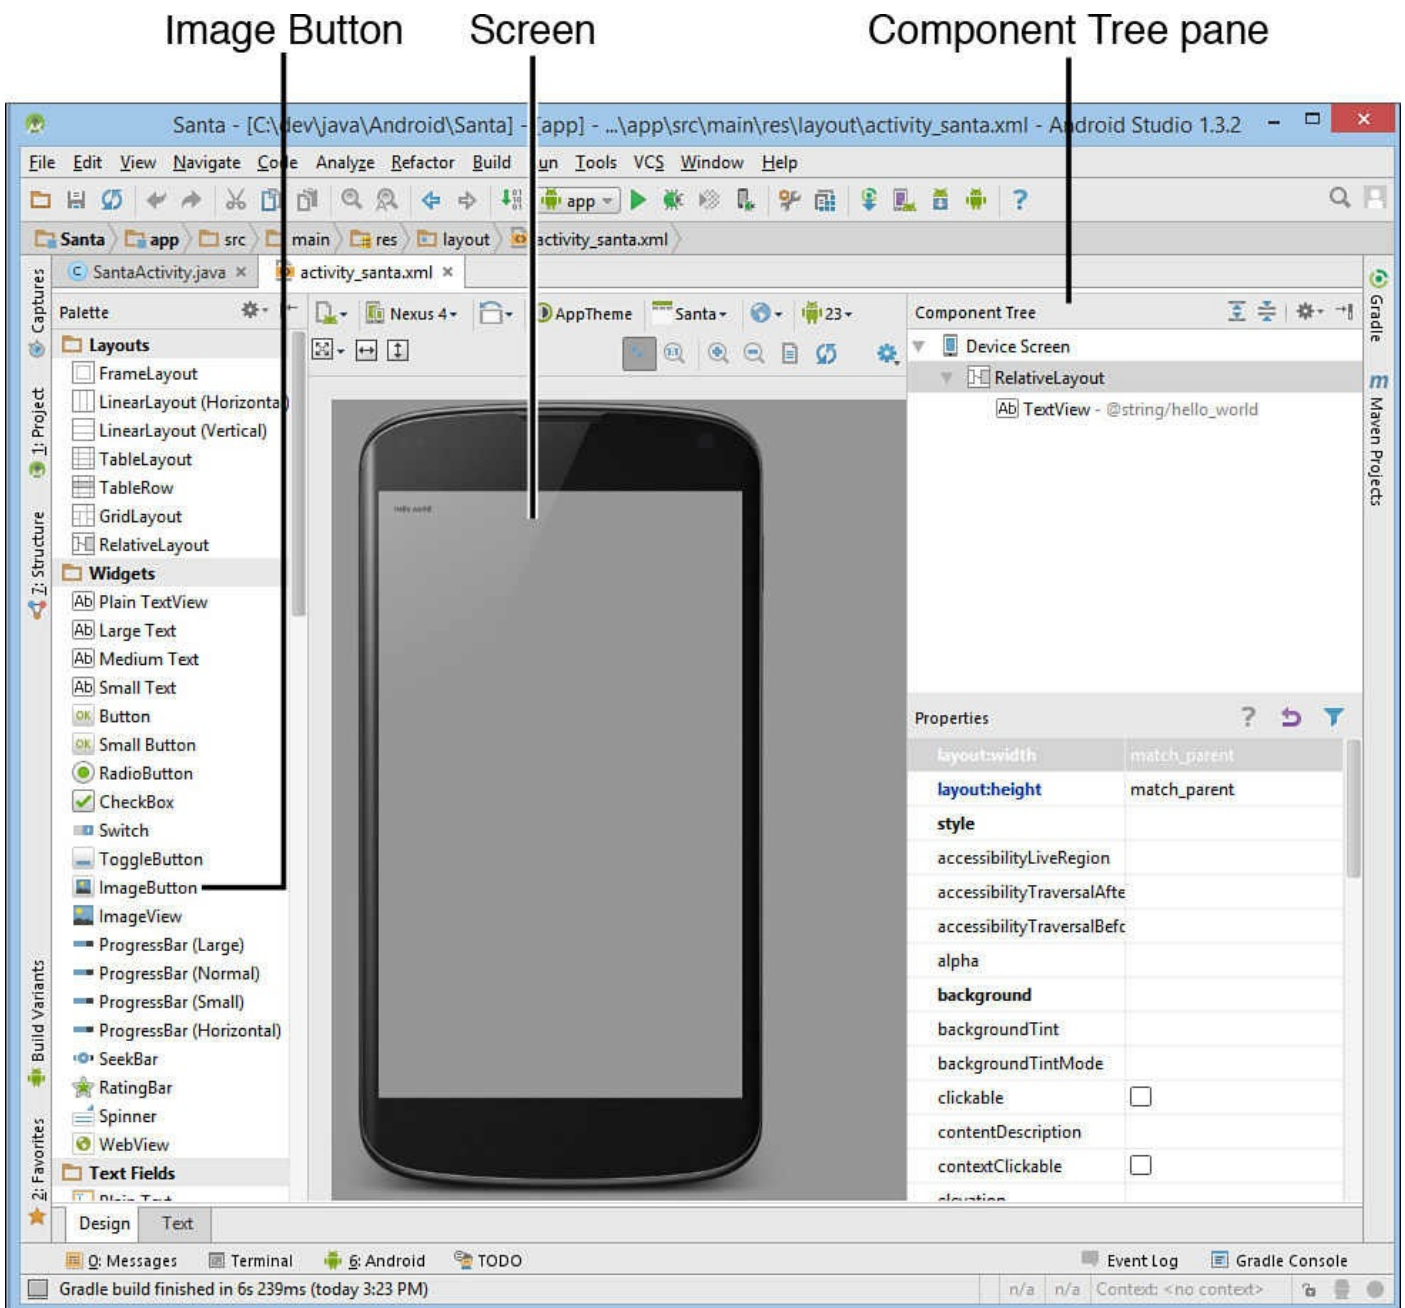 Image Button Screen Component Tree pane
Santa - [C:\dev\java\Android\Santa] - [app] - ...\app\src\main\res\layout\activity_santa.xml - Android Studio 1.3.2
File Edit View Navigate Code Analyze Refactor Build un Tools VCS Window Help
app
Santa app src main res layout activity_santa.xml
SantaActivity.java activity_santa.xml
Captures
1: Project
7: Structure
Build Variants
2: Favorites
Palette
Layouts
FrameLayout
LinearLayout (Horizontal)
LinearLayout (Vertical)
TableLayout
TableRow
GridLayout
RelativeLayout
Widgets
Plain TextView
Large Text
Medium Text
Small Text
Button
Small Button
RadioButton
CheckBox
Switch
ToggleButton
ImageButton
ImageView
ProgressBar (Large)
ProgressBar (Normal)
ProgressBar (Small)
ProgressBar (Horizontal)
SeekBar
RatingBar
Spinner
WebView
Text Fields
Nexus 4 AppTheme Santa 23
Hello world!
Component Tree
Device Screen
RelativeLayout
Ab TextView - @string/hello_world
Properties
layout:width match_parent
layout:height match_parent
style
accessibilityLiveRegion
accessibilityTraversalAfte
accessibilityTraversalBefo
alpha
background
backgroundTint
backgroundTintMode
clickable
contentDescription
contextClickable
elevation
Gradle
Maven Projects
Design Text
0: Messages Terminal 6: Android TODO Event Log Gradle Console
Gradle build finished in 6s 239ms (today 3:23 PM) n/a n/a Context: <no context>